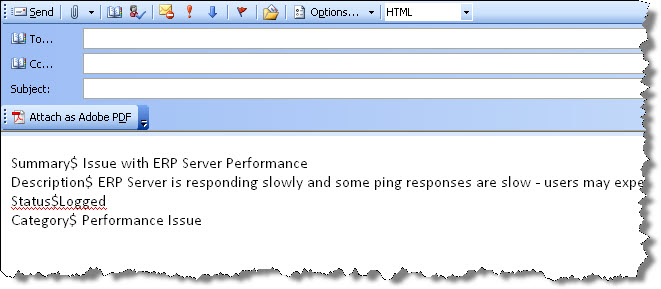 Send Options... HTML
To...
Cc...
Subject:
Attach as Adobe PDF
Summary$ Issue with ERP Server Performance
Description$ ERP Server is responding slowly and some ping responses are slow - users may expe
Status$Logged
Category$ Performance Issue